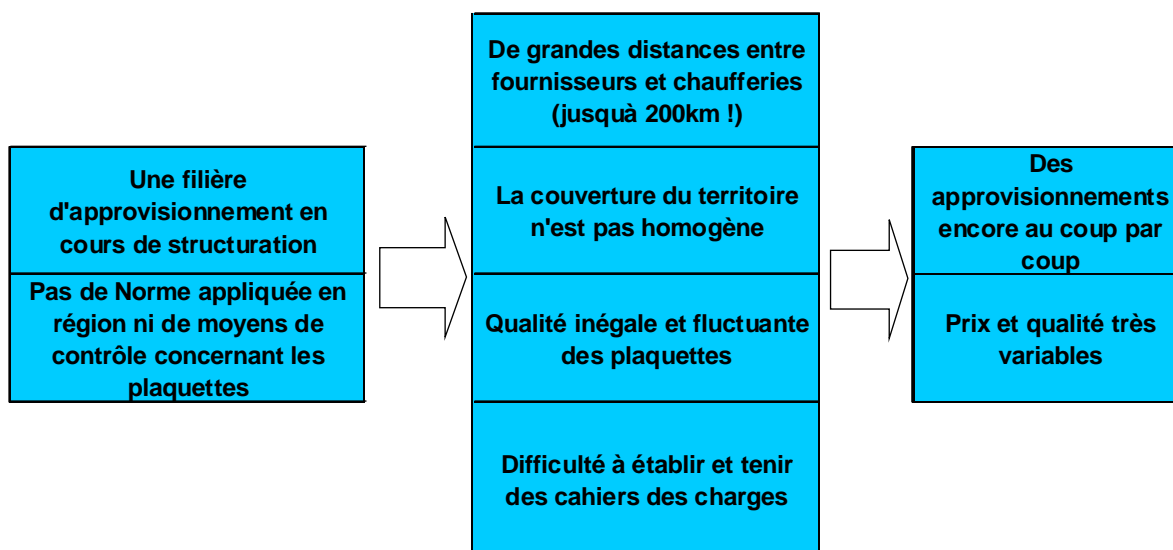 Une filière
d'approvisionnement en
cours de structuration
Pas de Norme appliquée en
région ni de moyens de
contrôle concernant les
plaquettes
De grandes distances entre
fournisseurs et chaufferies
(jusquà 200km !)
La couverture du territoire
n'est pas homogène
Qualité inégale et fluctuante
des plaquettes
Difficulté à établir et tenir
des cahiers des charges
Des
approvisionnements
encore au coup par
coup
Prix et qualité très
variables